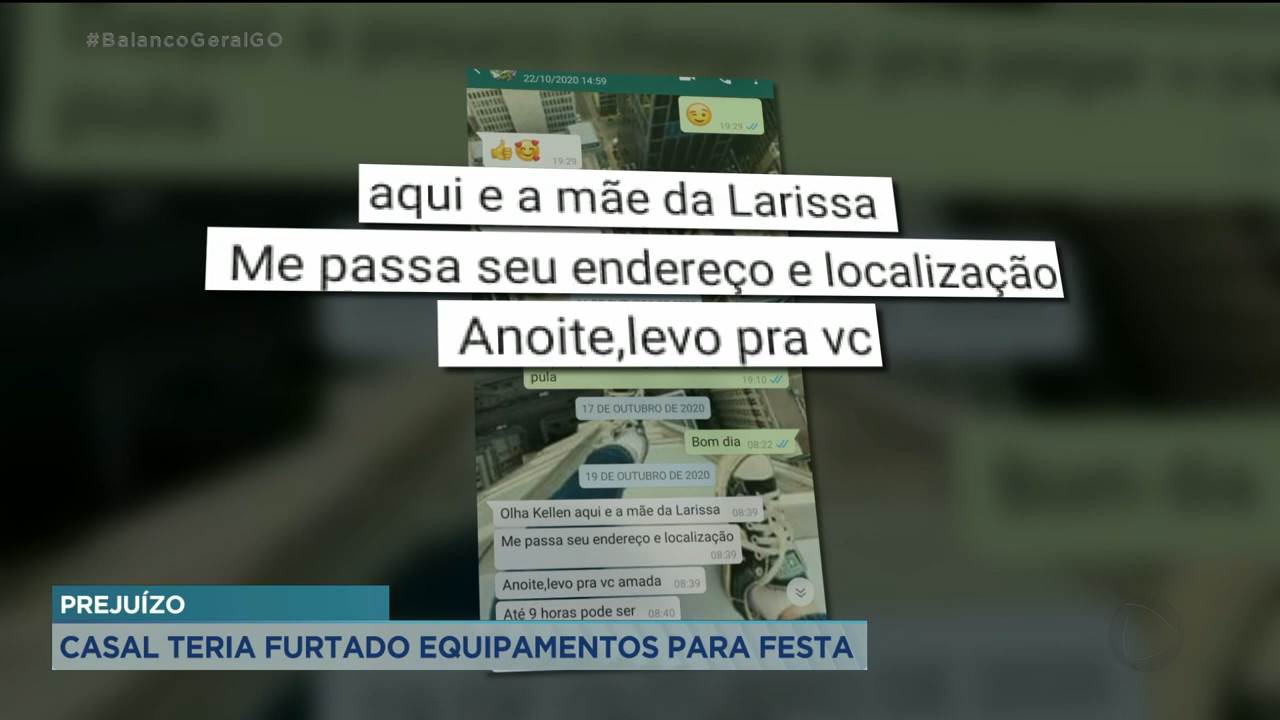 #BalancoGeralGO
22/10/2020 14:59
19:29
19:29
aqui e a mãe da Larissa
Me passa seu endereço e localização
Anoite,levo pra vc
pula 19:10
17 DE OUTUBRO DE 2020
Bom dia 08:22
19 DE OUTUBRO DE 2020
Olha Kellen aqui e a mãe da Larissa 08:39
Me passa seu endereço e localização
08:39
Anoite,levo pra vc amada 08:39
Até 9 horas pode ser 08:40
PREJUÍZO
CASAL TERIA FURTADO EQUIPAMENTOS PARA FESTA